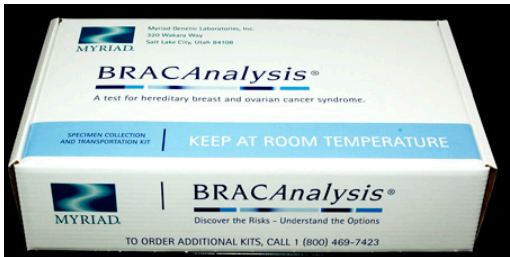 Myriad Genetic Laboratories, Inc.
320 Wakara Way
Salt Lake City, Utah 84108
MYRIAD.
BRACAnalysis®
A test for hereditary breast and ovarian cancer syndrome.
SPECIMEN COLLECTION
AND TRANSPORTATION KIT
KEEP AT ROOM TEMPERATURE
MYRIAD.
BRACAnalysis®
Discover the Risks – Understand the Options
TO ORDER ADDITIONAL KITS, CALL 1 (800) 469-7423